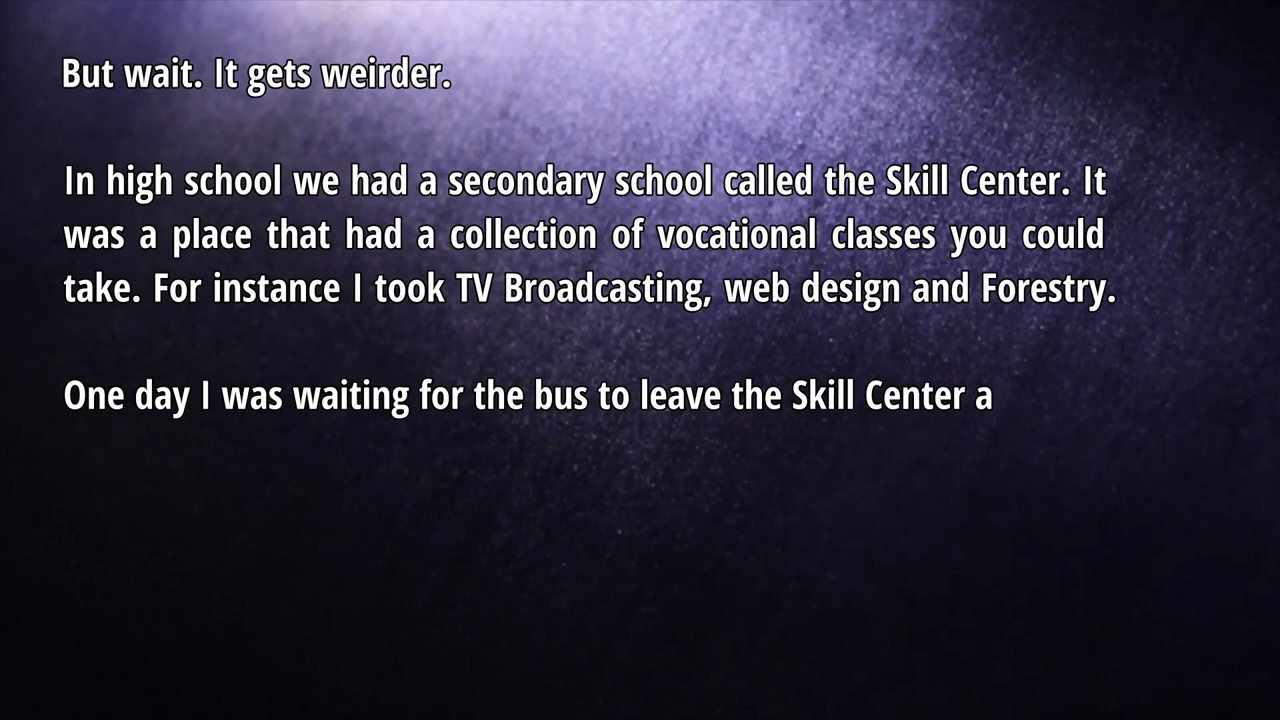 But wait. It gets weirder.
In high school we had a secondary school called the Skill Center. It
was a place that had a collection of vocational classes you could
take. For instance I took TV Broadcasting, web design and Forestry.
One day I was waiting for the bus to leave the Skill Center a